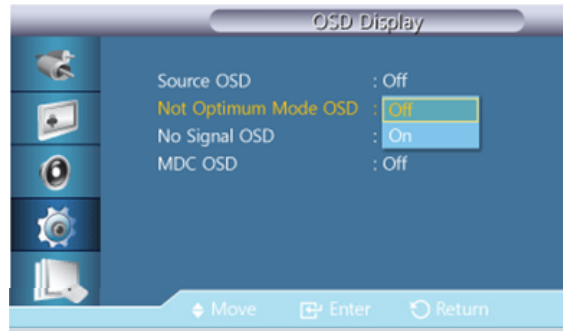 OSD Display
Source OSD : Off
Not Optimum Mode OSD : Off
No Signal OSD : On
MDC OSD : Off
Move Enter Return